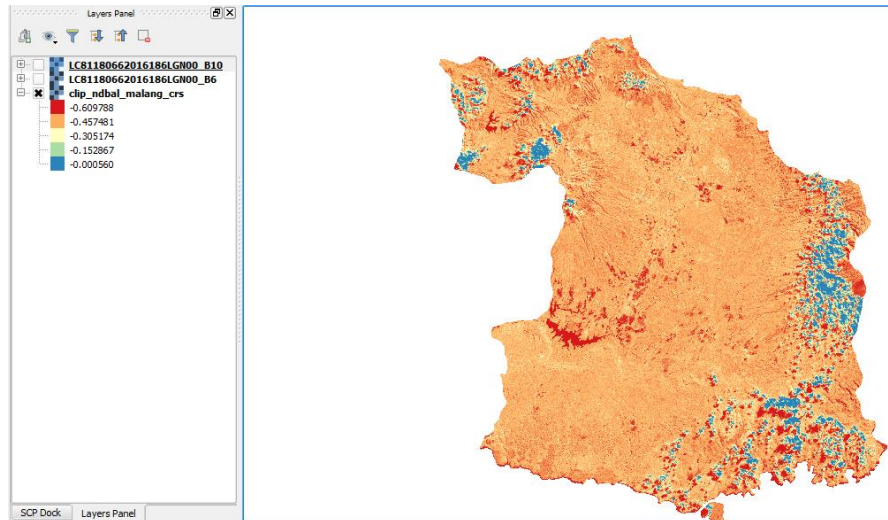 Layers Panel
LC81180662016186LGN00_B10
LC81180662016186LGN00_B6
clip_ndbal_malang_crs
-0.609788
-0.457481
-0.305174
-0.152867
-0.000560
SCP Dock
Layers Panel